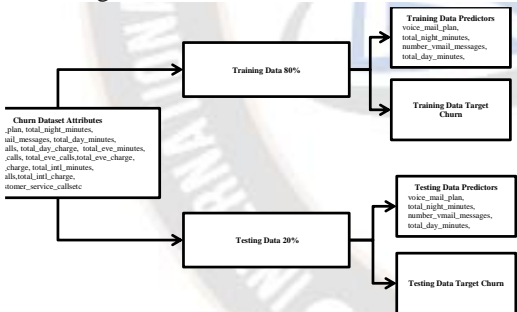 Training Data Predictors
voice_mail_plan,
total_night_minutes,
number_vmail_messages,
total_day_minutes,
Training Data 80%
Training Data Target
Churn
Churn Dataset Attributes
_plan, total_night_minutes,
ail_messages, total_day_minutes,
alls, total_day_charge, total_eve_minutes,
_calls, total_eve_calls,total_eve_charge,
_charge, total_intl_minutes,
alls,total_intl_charge,
stomer_service_callsetc
Testing Data Predictors
voice_mail_plan,
total_night_minutes,
number_vmail_messages,
total_day_minutes,
Testing Data 20%
Testing Data Target Churn